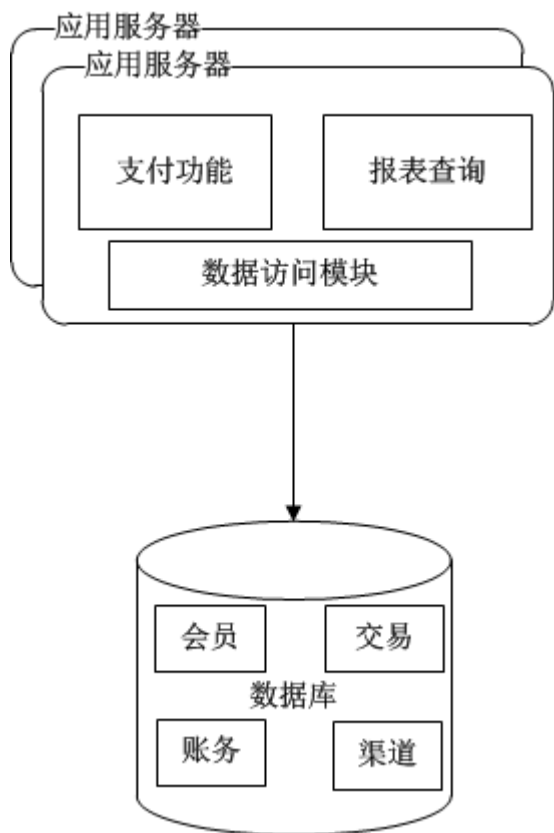 应用服务器
应用服务器
支付功能
报表查询
数据访问模块
会员
交易
数据库
账务
渠道